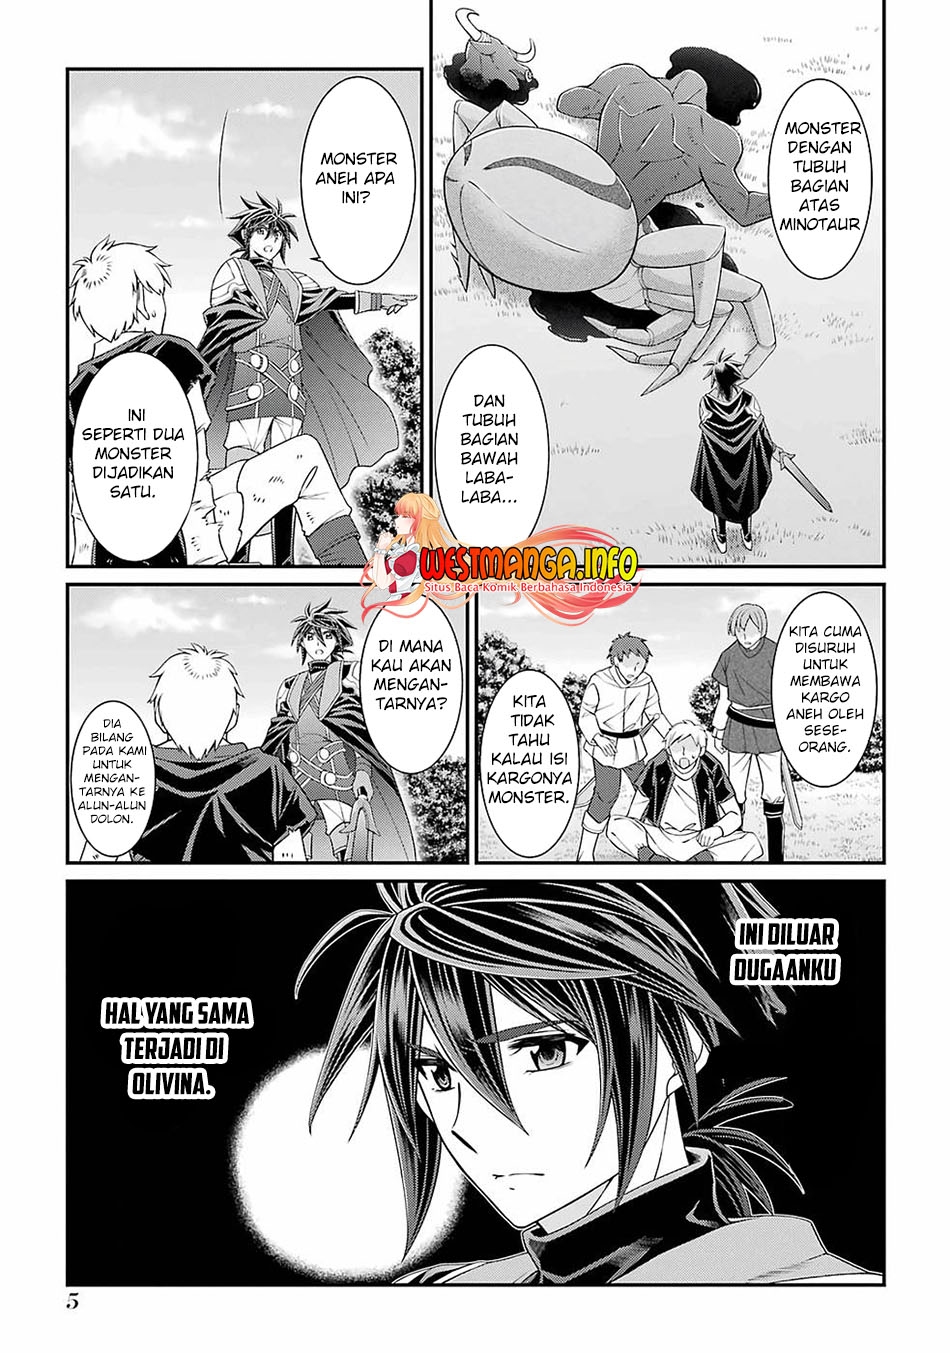 MONSTER
DENGAN
TUBUH
BAGIAN
ATAS
MINOTAUR
DAN
TUBUH
BAGIAN
BAWAH
LABA-
LABA...
MONSTER
ANEH APA
INI?
INI
SEPERTI DUA
MONSTER
DIJADIKAN
SATU.
WESTMANGA.INFO
Situs Baca Komik Berbahasa Indonesia
KITA CUMA
DISURUH
UNTUK
MEMBAWA
KARGO
ANEH OLEH
SESE-
ORANG.
KITA
TIDAK
TAHU
KALAU ISI
KARGONYA
MONSTER.
DI MANA
KAU AKAN
MENGAN-
TARNYA?
DIA
BILANG
PADA KAMI
UNTUK
MENGAN-
TARNYA KE
ALUN-ALUN
DOLON.
INI DILUAR
DUGAANKU
HAL YANG SAMA
TERJADI DI
OLIVINA.
5